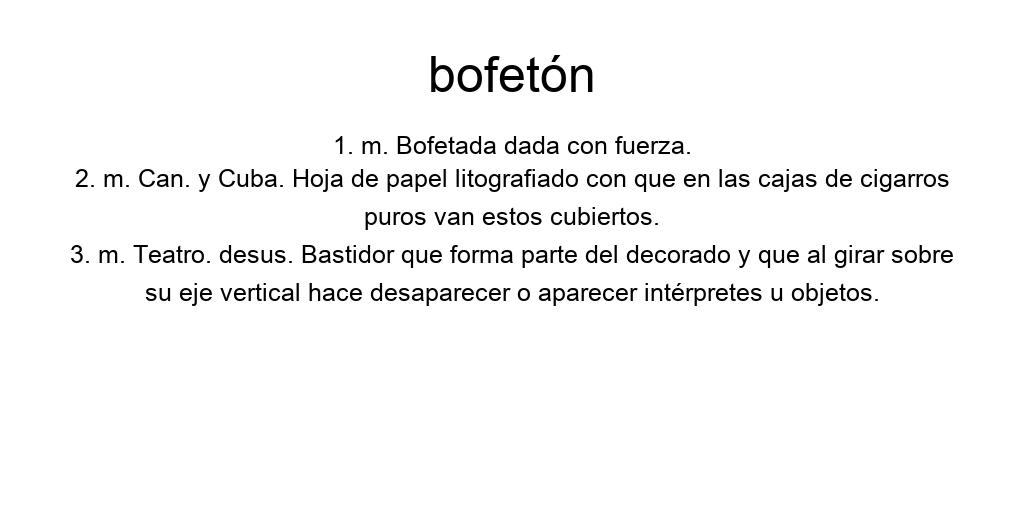 bofetón
1. m. Bofetada dada con fuerza.
2. m. Can. y Cuba. Hoja de papel litografiado con que en las cajas de cigarros
puros van estos cubiertos.
3. m. Teatro. desus. Bastidor que forma parte del decorado y que al girar sobre
su eje vertical hace desaparecer o aparecer intérpretes u objetos.